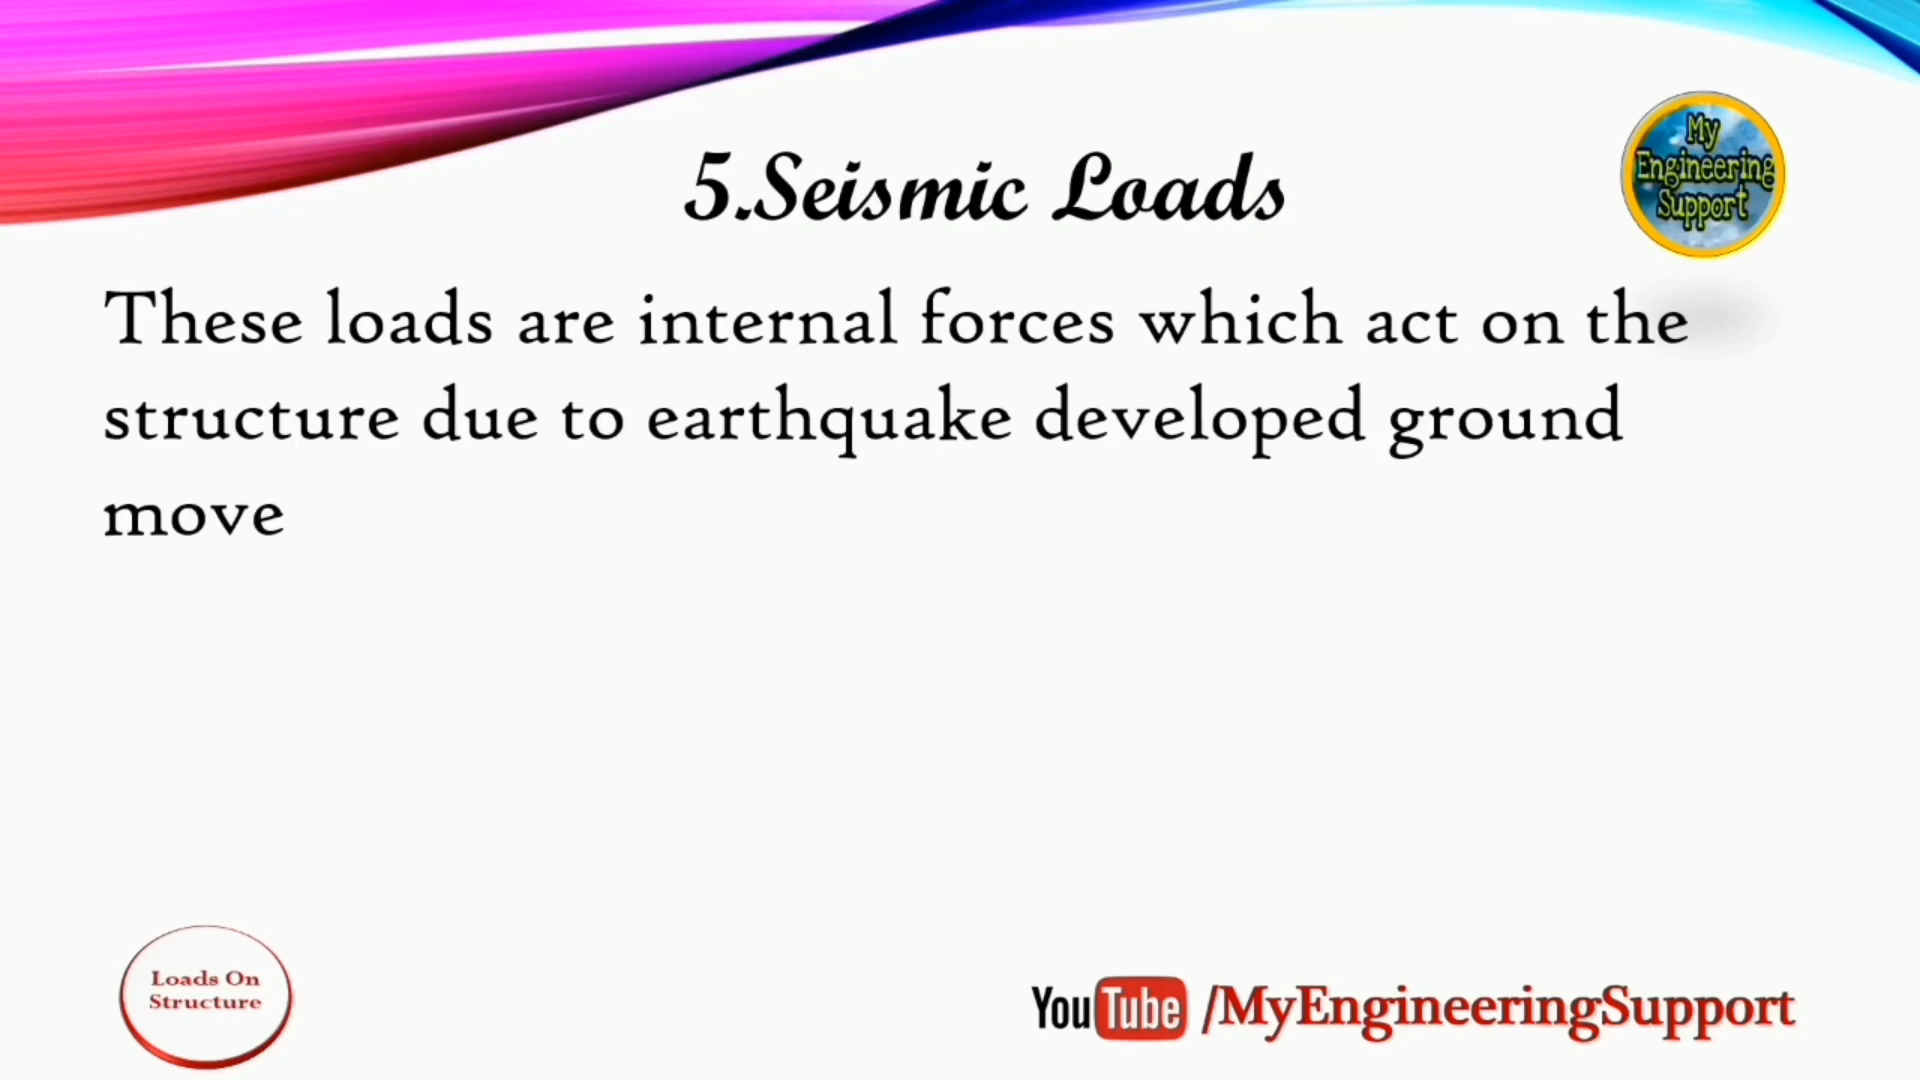 5.Seismic Loads
My
Engineering
Support
These loads are internal forces which act on the
structure due to earthquake developed ground
move
Loads On
Structure
YouTube /MyEngineeringSupport